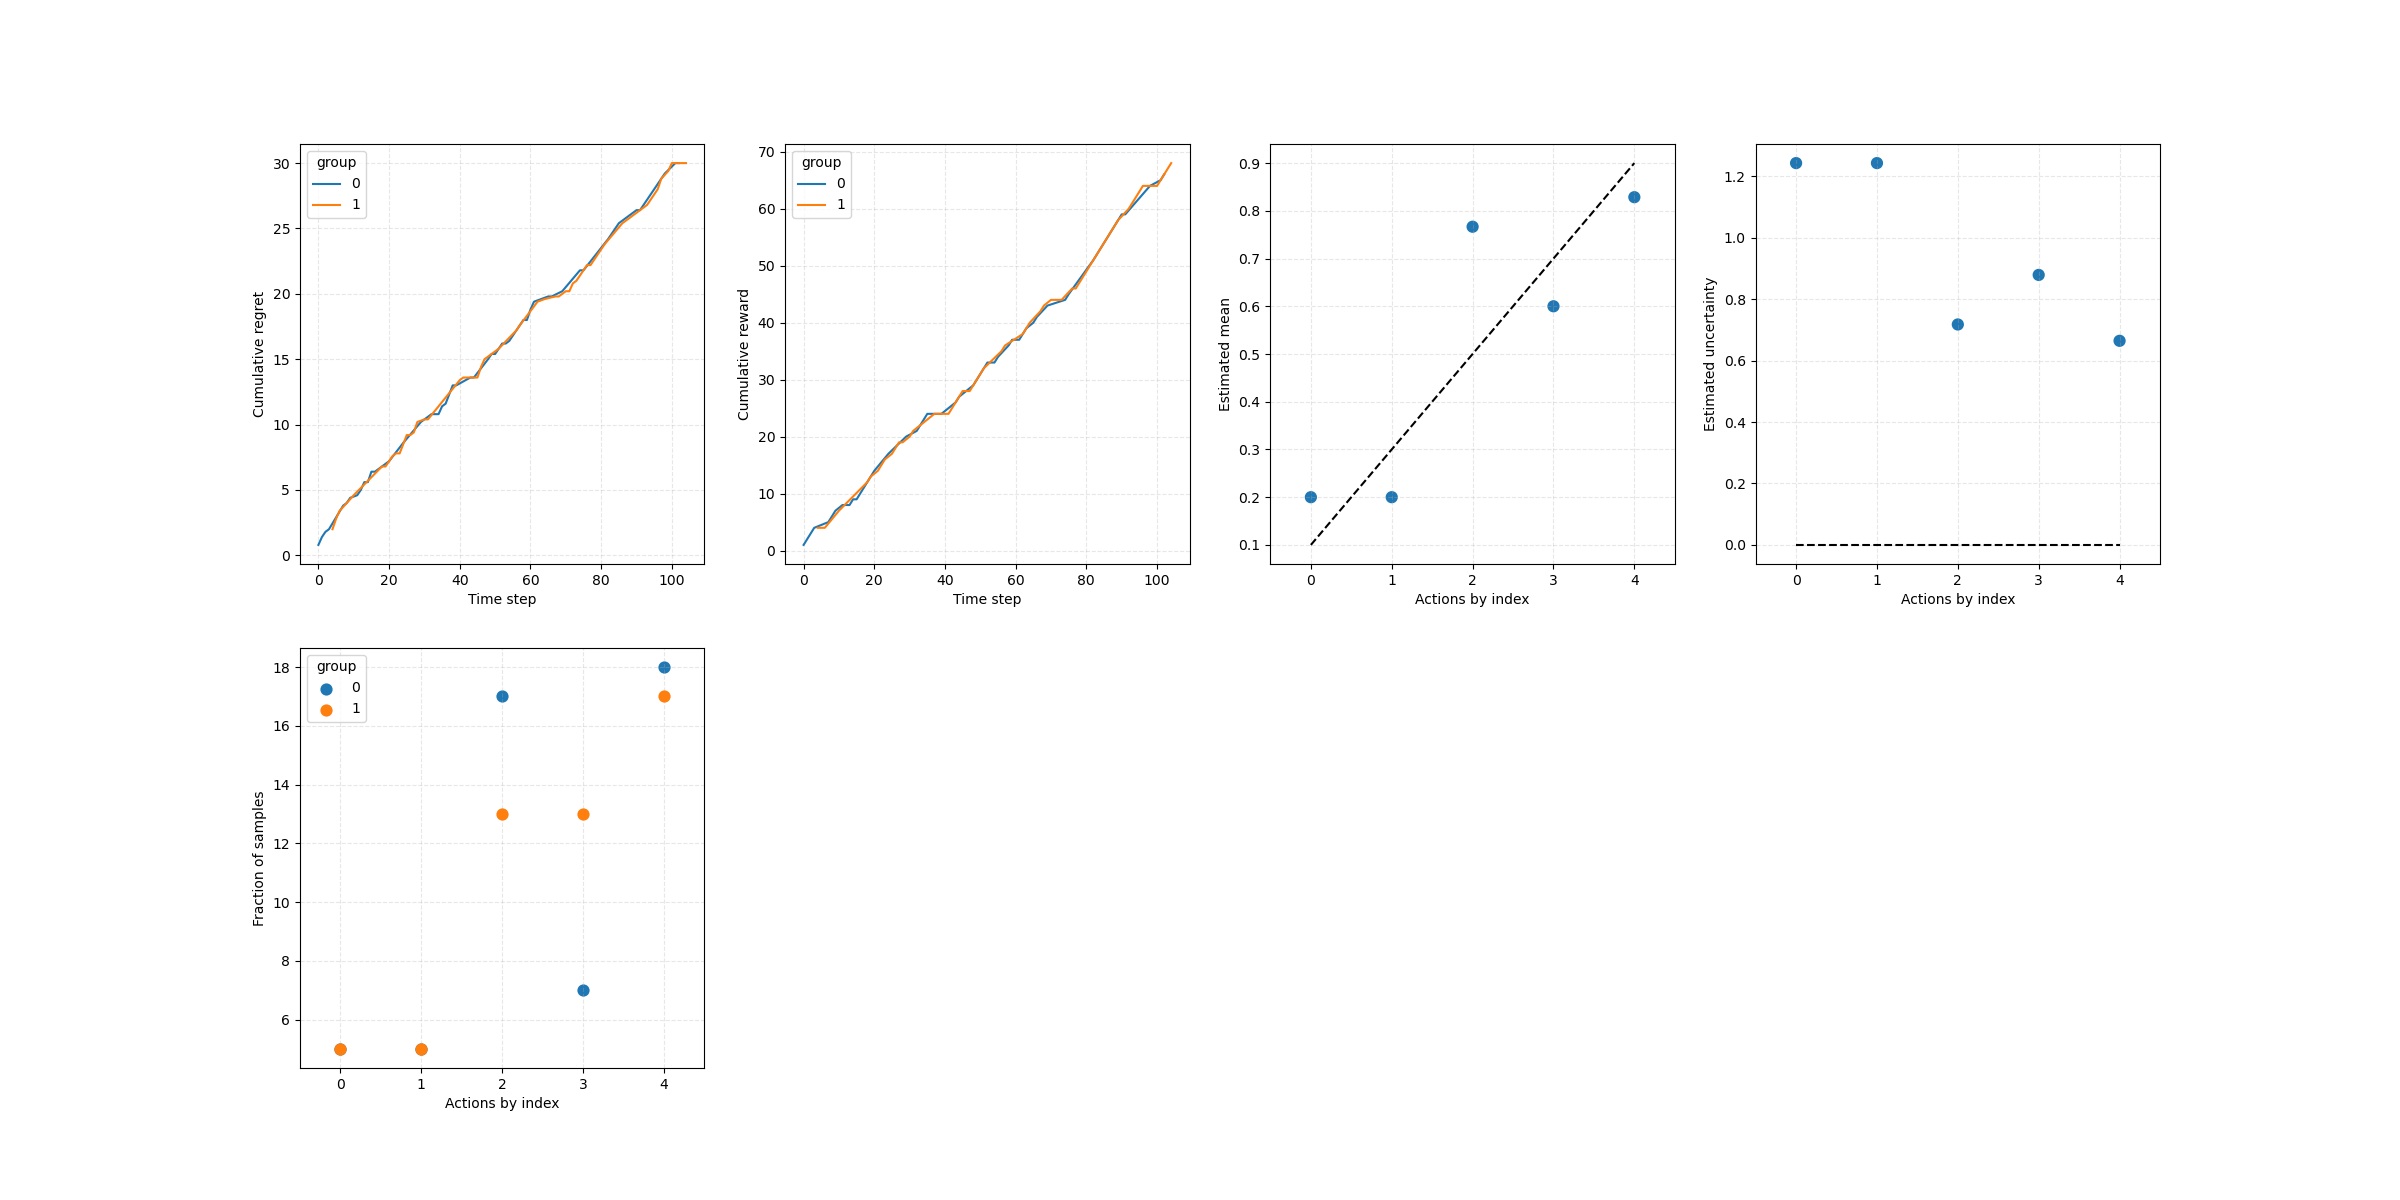 group
0
1
30
25
20
15
10
5
0
Cumulative regret
0 20 40 60 80 100
Time step
group
0
1
70
60
50
40
30
20
10
0
Cumulative reward
0 20 40 60 80 100
Time step
0.9
0.8
0.7
0.6
0.5
0.4
0.3
0.2
0.1
Estimated mean
0 1 2 3 4
Actions by index
1.2
1.0
0.8
0.6
0.4
0.2
0.0
Estimated uncertainty
0 1 2 3 4
Actions by index
group
0
1
18
16
14
12
10
8
6
Fraction of samples
0 1 2 3 4
Actions by index